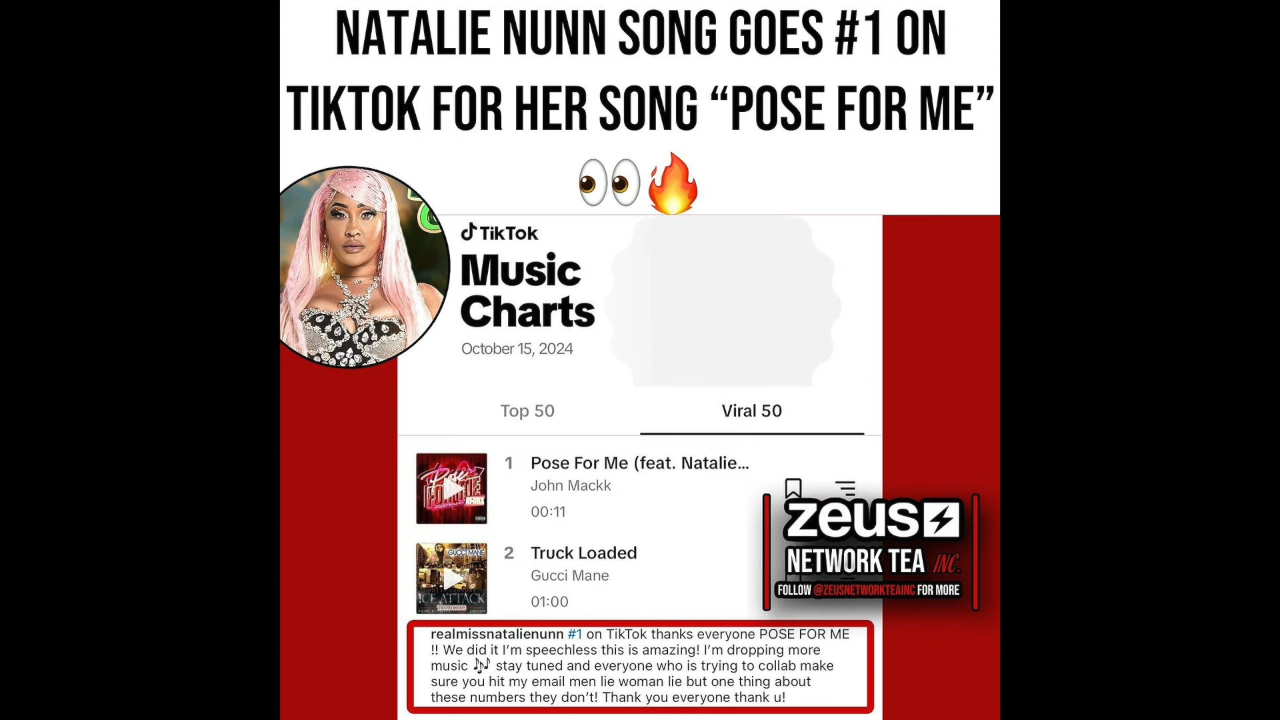 NATALIE NUNN SONG GOES #1 ON
TIKTOK FOR HER SONG “POSE FOR ME”
TikTok
Music
Charts
October 15, 2024
Top 50
Viral 50
1 Pose For Me (feat. Natalie...
John Mackk
00:11
2 Truck Loaded
Gucci Mane
01:00
GUCCI MANE
ICE ATTACK
zeus
NETWORK TEA INC.
FOLLOW @ZEUSNETWORKTEAINC FOR MORE
realmissnatalienunn #1 on TikTok thanks everyone POSE FOR ME
!! We did it I’m speechless this is amazing! I’m dropping more
music 🎶 stay tuned and everyone who is trying to collab make
sure you hit my email men lie woman lie but one thing about
these numbers they don’t! Thank you everyone thank u!